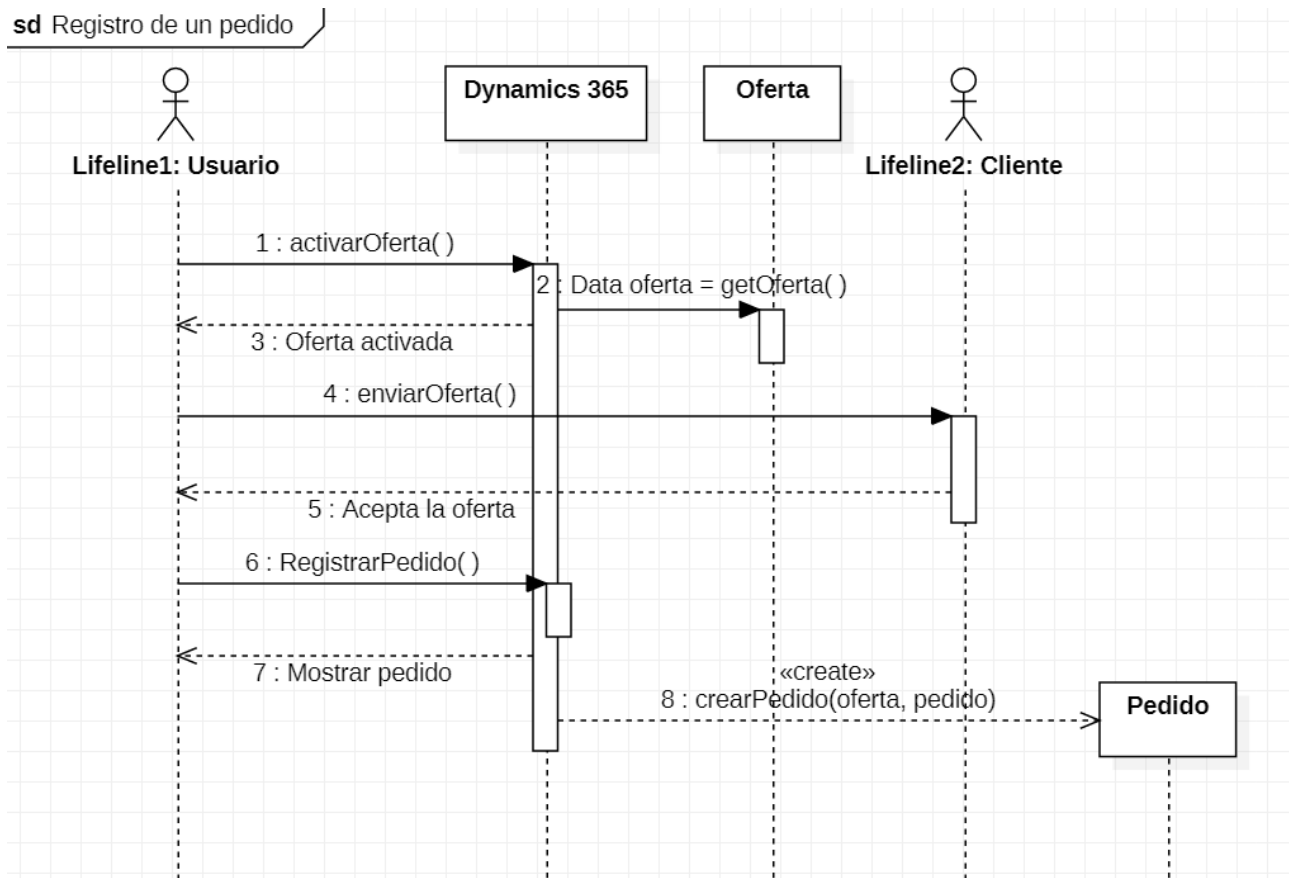 sd Registro de un pedido
Dynamics 365
Oferta
Lifeline1: Usuario
Lifeline2: Cliente
1 : activarOferta( )
2 : Data oferta = getOferta( )
3 : Oferta activada
4 : enviarOferta( )
5 : Acepta la oferta
6 : RegistrarPedido( )
7 : Mostrar pedido
«create»
8 : crearPedido(oferta, pedido)
Pedido